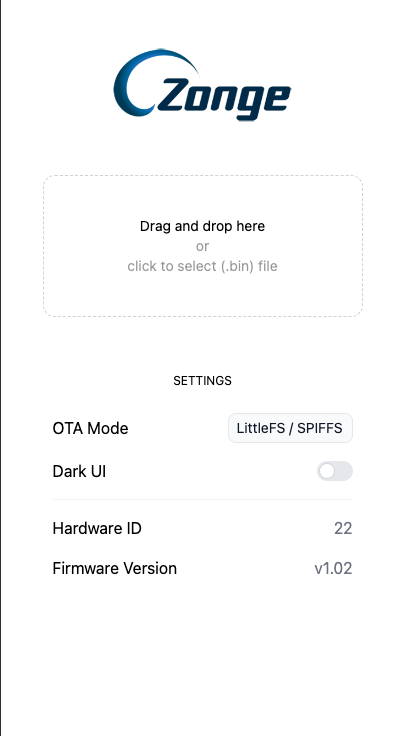 Zonge
Drag and drop here
or
click to select (.bin) file
SETTINGS
OTA Mode
LittleFS / SPIFFS
Dark UI
Hardware ID
22
Firmware Version
v1.02